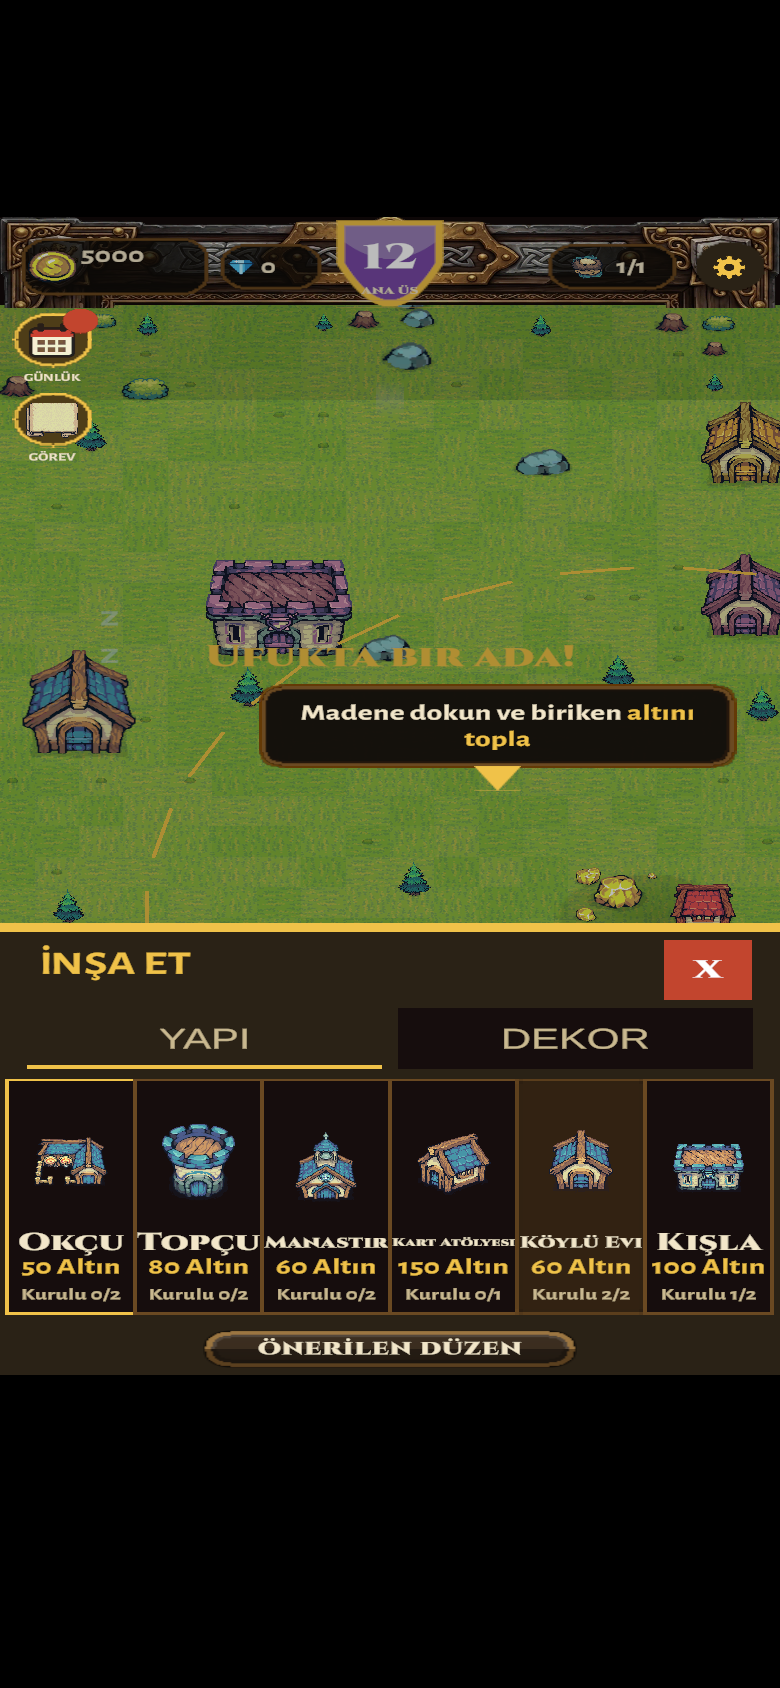 5000
0
12
ANA ÜS
1/1
GÜNLÜK
GÖREV
Z
Z
UFUKTA BIR ADA!
Madene dokun ve biriken altını
topla
İNŞA ET
X
YAPI
DEKOR
OKÇU
50 Altın
Kurulu 0/2
TOPÇU
80 Altın
Kurulu 0/2
MANASTIR
60 Altın
Kurulu 0/2
KART ATÖLYESI
150 Altın
Kurulu 0/1
KÖYLÜ EVI
60 Altın
Kurulu 2/2
KIŞLA
100 Altın
Kurulu 1/2
ÖNERİLEN DÜZEN